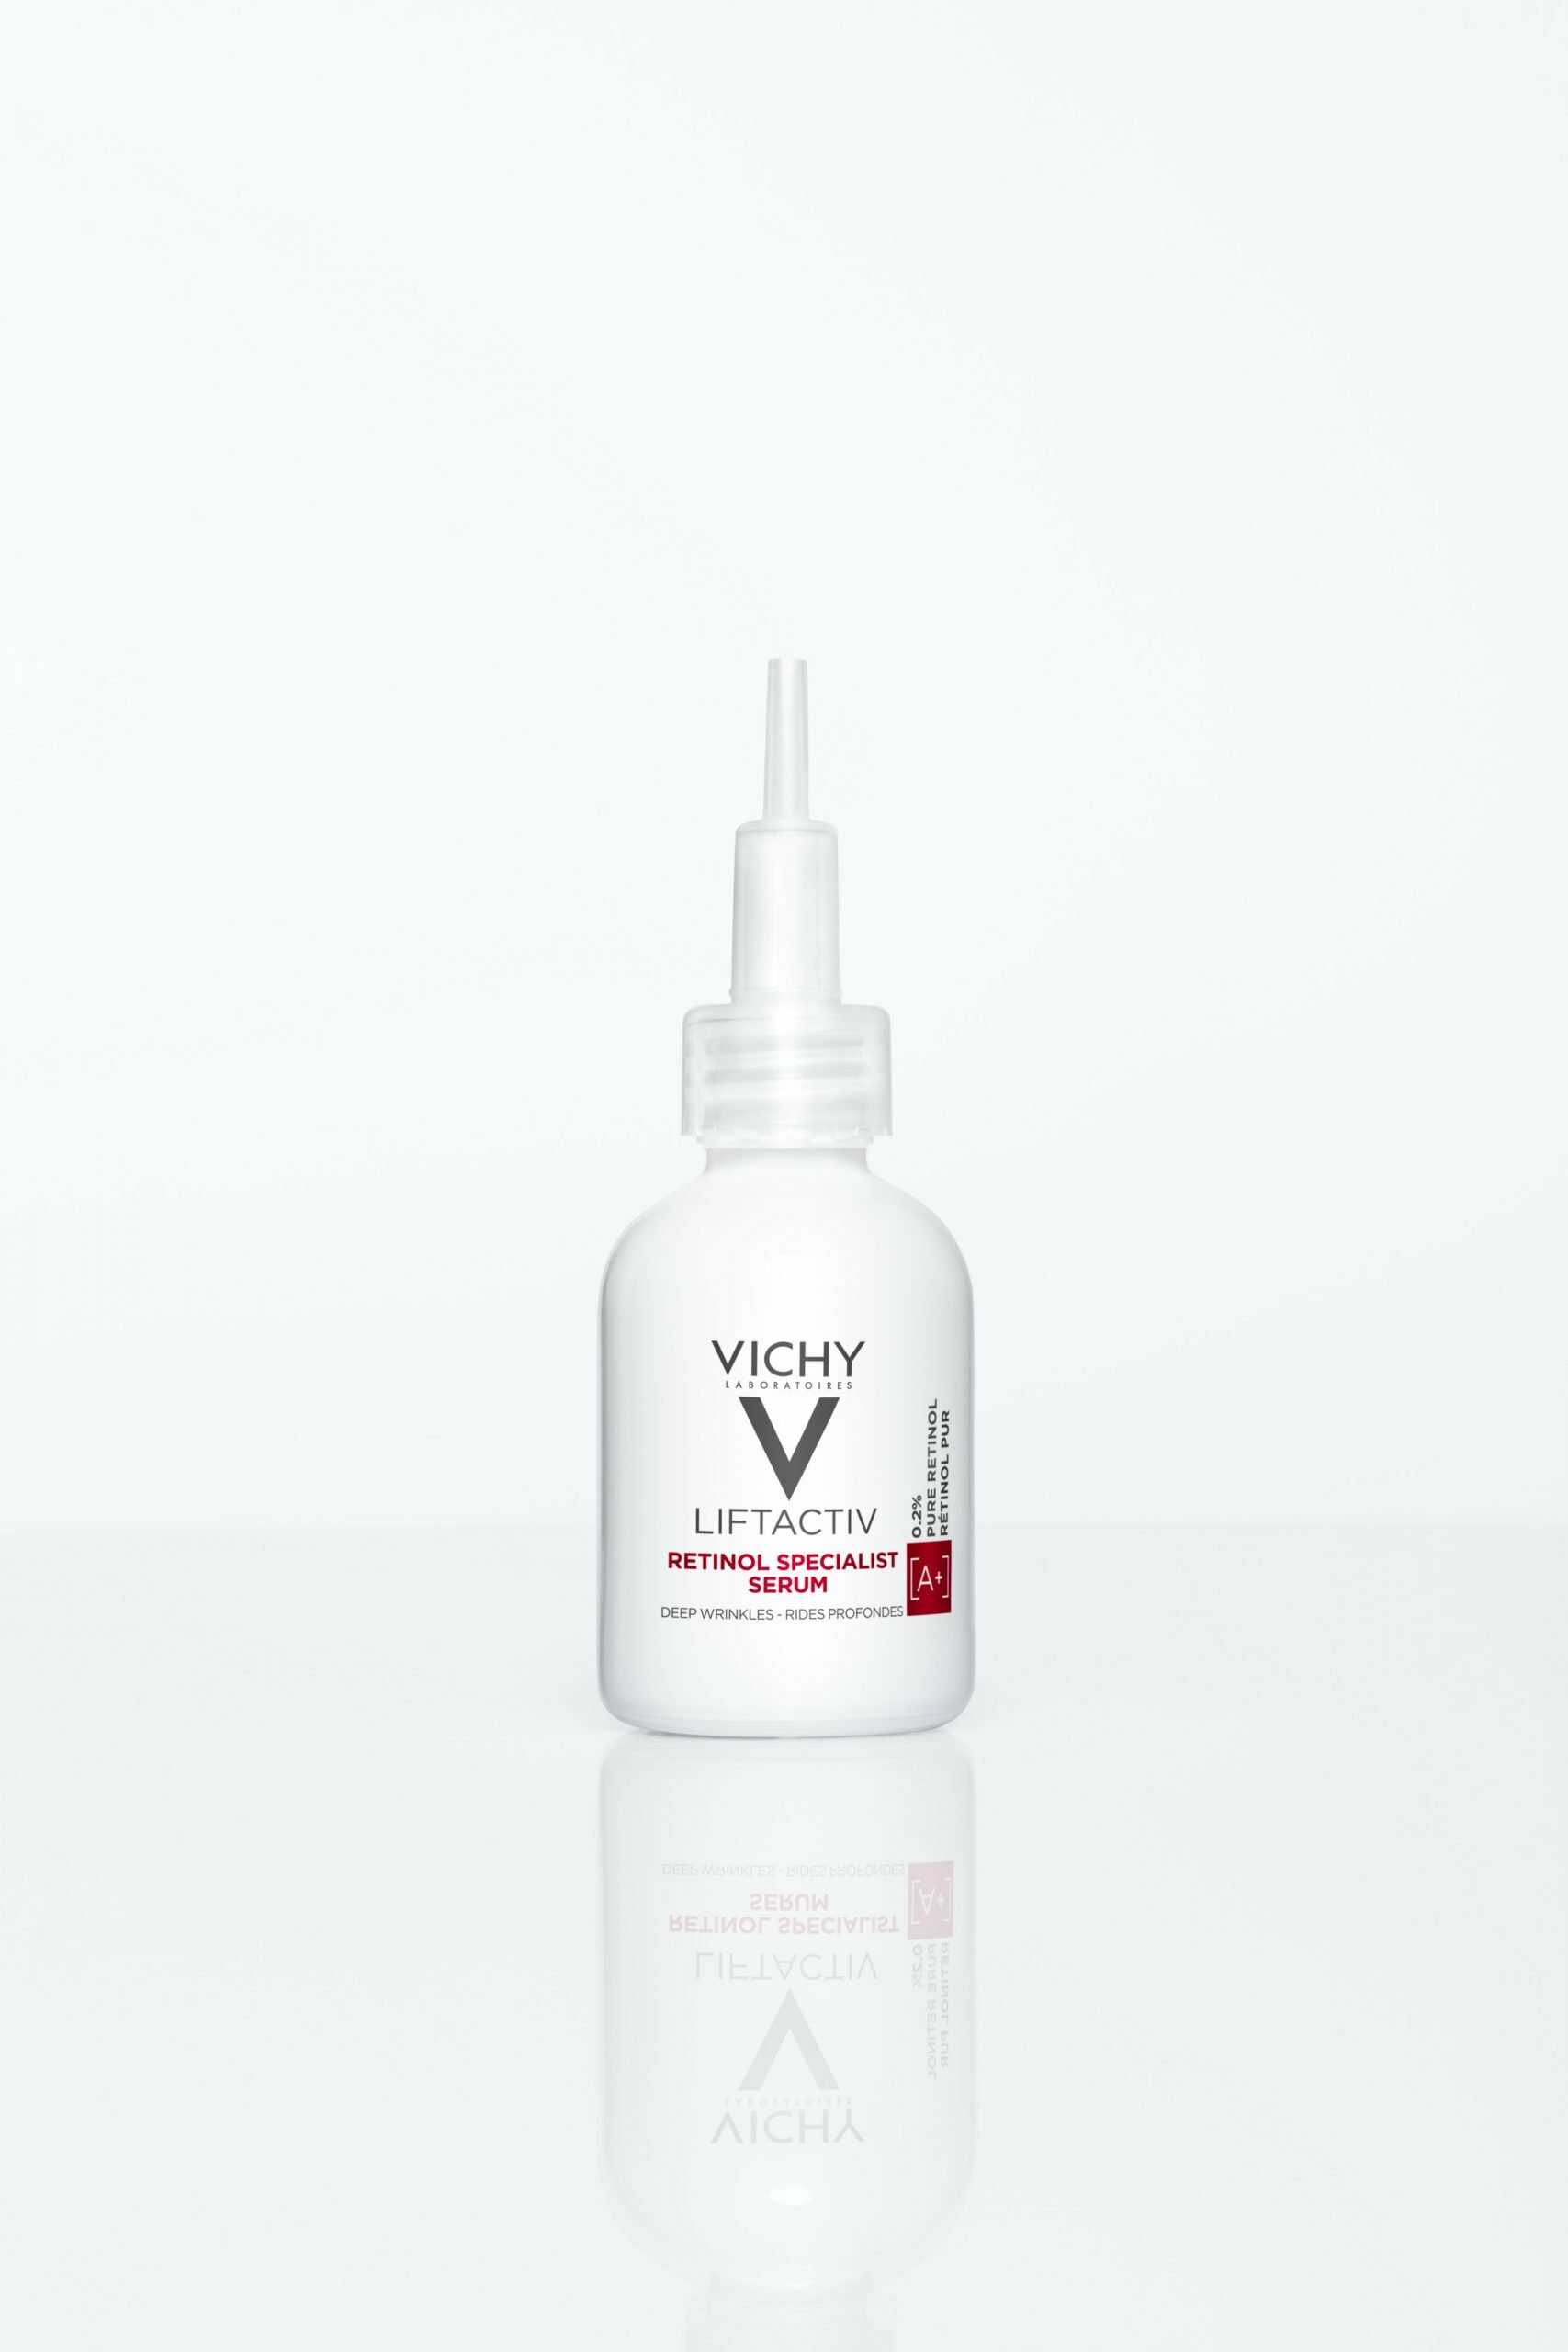 VICHY
LABORATOIRES
V
LIFTACTIV
RETINOL SPECIALIST
SERUM
DEEP WRINKLES - RIDES PROFONDES
0.2%
PURE RETINOL
RÉTINOL PUR
[A+]